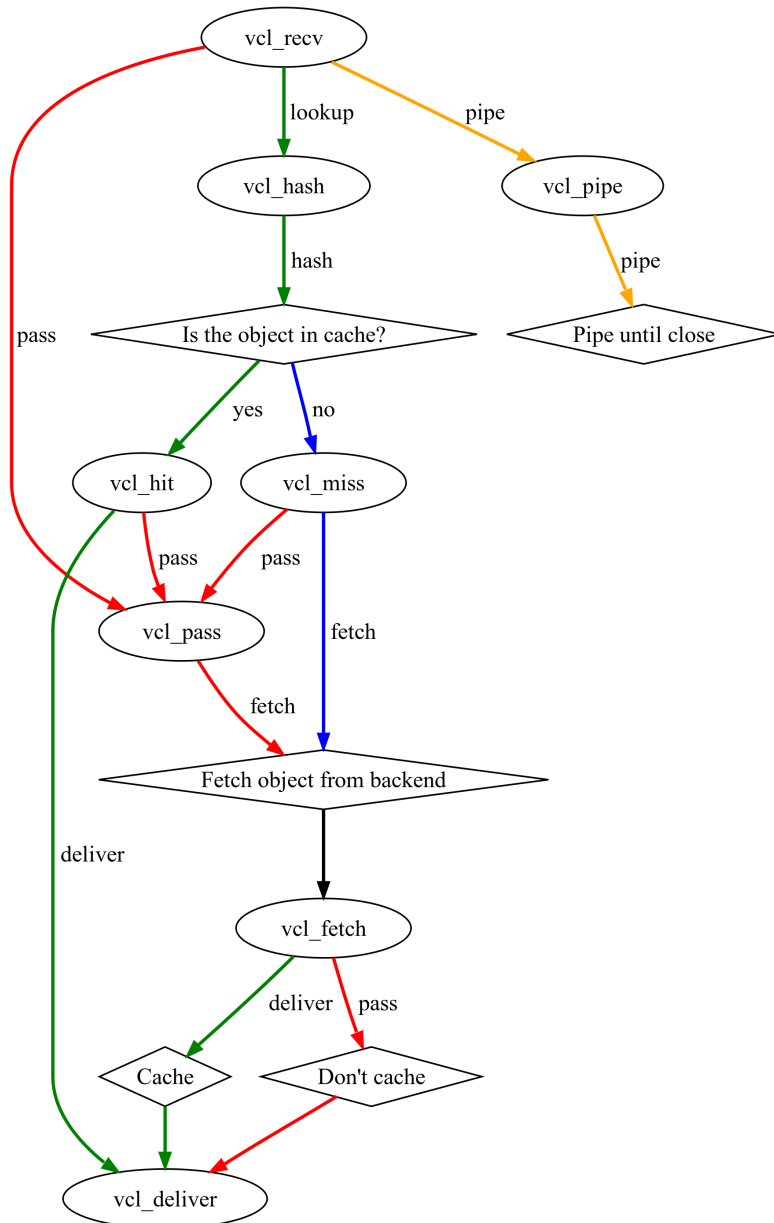 vcl_recv
lookup
pipe
vcl_hash
vcl_pipe
hash
pipe
pass
Is the object in cache?
Pipe until close
yes
no
vcl_hit
vcl_miss
pass
pass
vcl_pass
fetch
fetch
Fetch object from backend
deliver
vcl_fetch
deliver
pass
Cache
Don't cache
vcl_deliver